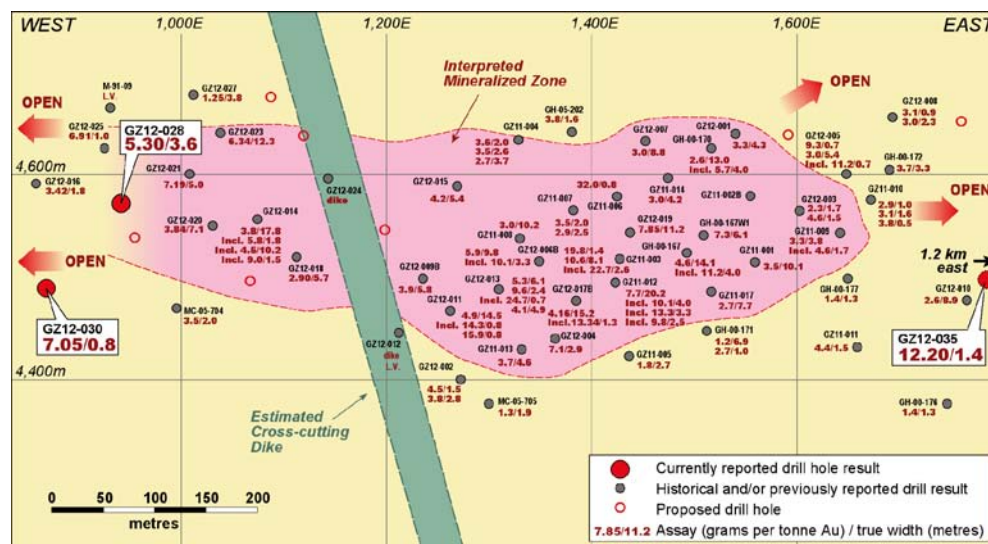 WEST
1,000E
1,200E
1,400E
1,600E
EAST
M-91-09
L.V.
GZ12-027
1.25/3.8
Interpreted
Mineralized Zone
GH-05-202
3.8/1.6
OPEN
GZ12-008
3.1/0.9
3.0/2.3
OPEN
GZ12-025
6.91/1.0
GZ12-028
5.30/3.6
GZ12-023
6.34/12.3
GZ11-004
3.6/2.0
3.5/2.6
2.7/3.7
GZ12-007
3.0/8.8
GZ12-001
3.3/4.3
GH-00-170
2.6/13.0
Incl. 5.7/4.0
GZ12-005
9.3/0.7
3.0/5.4
Incl. 11.2/0.7
GH-00-172
3.7/3.3
4,600m
GZ12-016
3.42/1.8
GZ12-021
7.19/5.0
GZ12-024
dike
GZ12-015
4.2/5.4
32.0/0.8
GZ11-006
GZ11-014
3.0/4.2
GZ11-002B
GZ11-010
2.9/1.0
3.1/1.6
3.8/0.5
OPEN
GZ11-007
3.5/2.0
2.9/2.5
GZ12-003
2.3/1.7
4.6/1.5
GZ12-020
3.84/7.1
GZ12-014
3.8/17.8
Incl. 5.8/1.8
Incl. 4.6/10.2
Incl. 9.0/1.5
3.0/10.2
GZ11-008
5.9/9.8
Incl. 10.1/3.3
GZ12-019
7.85/11.2
GH-00-167W1
7.3/6.1
GZ11-009
3.3/3.8
Incl. 4.6/1.7
OPEN
GZ12-018
2.90/5.7
GZ12-006B
19.8/1.4
10.6/8.1
Incl. 22.7/2.6
GZ11-003
GH-00-167
4.6/14.1
Incl. 11.2/4.0
GZ11-001
3.5/10.1
1.2 km
east
GZ12-009B
3.9/5.8
GZ12-013
5.3/6.1
9.6/2.4
Incl. 24.7/0.7
4.1/4.9
GZ11-012
7.7/20.2
Incl. 10.1/4.0
Incl. 13.3/3.3
Incl. 9.8/2.5
GZ11-017
2.7/7.7
GH-00-177
1.4/1.3
GZ12-010
2.6/8.9
MC-05-704
3.5/2.0
GZ12-011
4.9/14.5
Incl. 14.3/0.8
15.9/0.8
GZ12-017B
4.16/15.2
Incl.13.34/1.3
GZ12-030
7.05/0.8
GZ12-012
dike
L.V.
GZ12-004
7.1/2.9
GH-00-171
1.2/6.9
2.7/1.0
GZ12-035
12.20/1.4
GZ11-013
3.7/4.6
GZ11-005
1.8/2.7
GZ11-011
4.4/1.5
4,400m
GZ12-002
4.5/1.5
3.8/2.8
MC-05-705
1.3/1.9
GH-00-176
1.4/1.3
Estimated
Cross-cutting
Dike
0 50 100 150 200
metres
Currently reported drill hole result
Historical and/or previously reported drill result
Proposed drill hole
7.85/11.2 Assay (grams per tonne Au) / true width (metres)